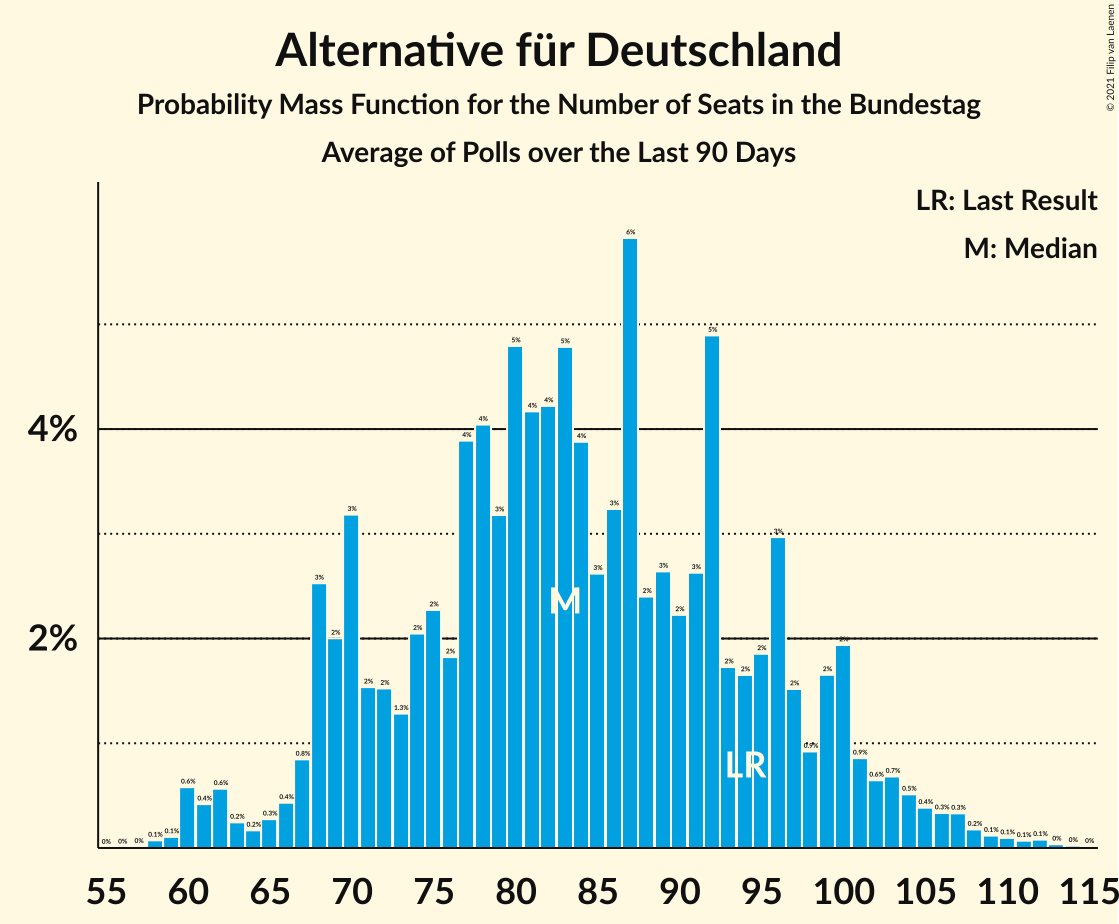 Alternative für Deutschland
Probability Mass Function for the Number of Seats in the Bundestag
Average of Polls over the Last 90 Days
© 2021 Filip van Laenen
LR: Last Result
M: Median
4%
2%
0% 0% 0% 0.1% 0.1% 0.6% 0.4% 0.6% 0.2% 0.2% 0.3% 0.4% 0.8% 3% 2% 3% 2% 2% 1.3% 2% 2% 2% 4% 4% 3% 5% 4% 4% 5% 4% 3% 3% 6% 2% 3% 2% 3% 5% 2% 2% 2% 3% 2% 0.9% 2% 2% 0.9% 0.6% 0.7% 0.5% 0.4% 0.3% 0.3% 0.2% 0.1% 0.1% 0.1% 0.1% 0% 0% 0%
M
LR
55 60 65 70 75 80 85 90 95 100 105 110 115